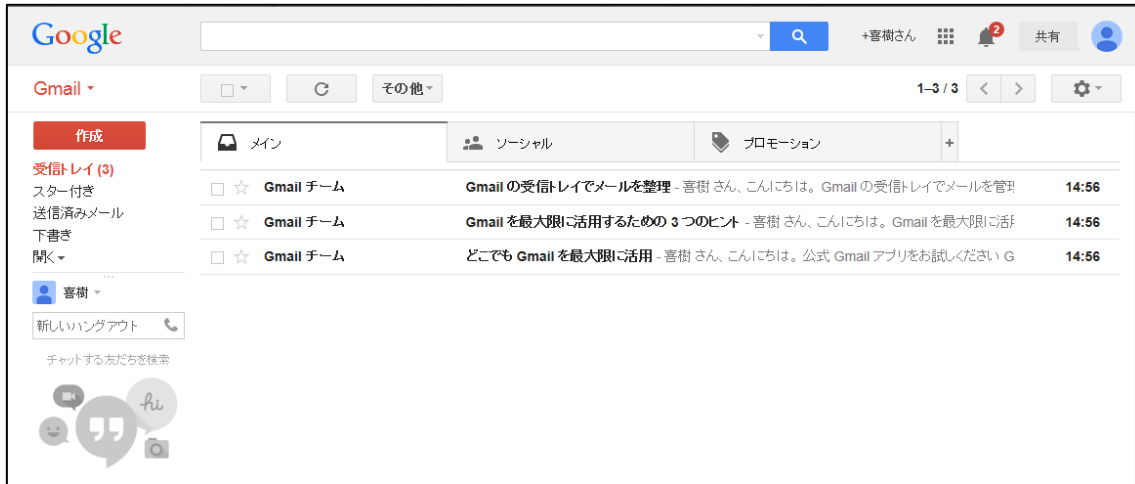 Google
+喜樹さん
2
共有
Gmail
その他
1–3 / 3
作成
メイン
ソーシャル
プロモーション
+
受信トレイ (3)
スター付き
送信済みメール
下書き
開く
Gmail チーム Gmail の受信トレイでメールを整理 - 喜樹 さん、こんにちは。 Gmail の受信トレイでメールを管理 14:56
Gmail チーム Gmail を最大限に活用するための 3 つのヒント - 喜樹 さん、こんにちは。 Gmail を最大限に活用 14:56
Gmail チーム どこでも Gmail を最大限に活用 - 喜樹 さん、こんにちは。公式 Gmail アプリをお試しください G 14:56
喜樹
新しいハングアウト
チャットする友だちを検索
hi